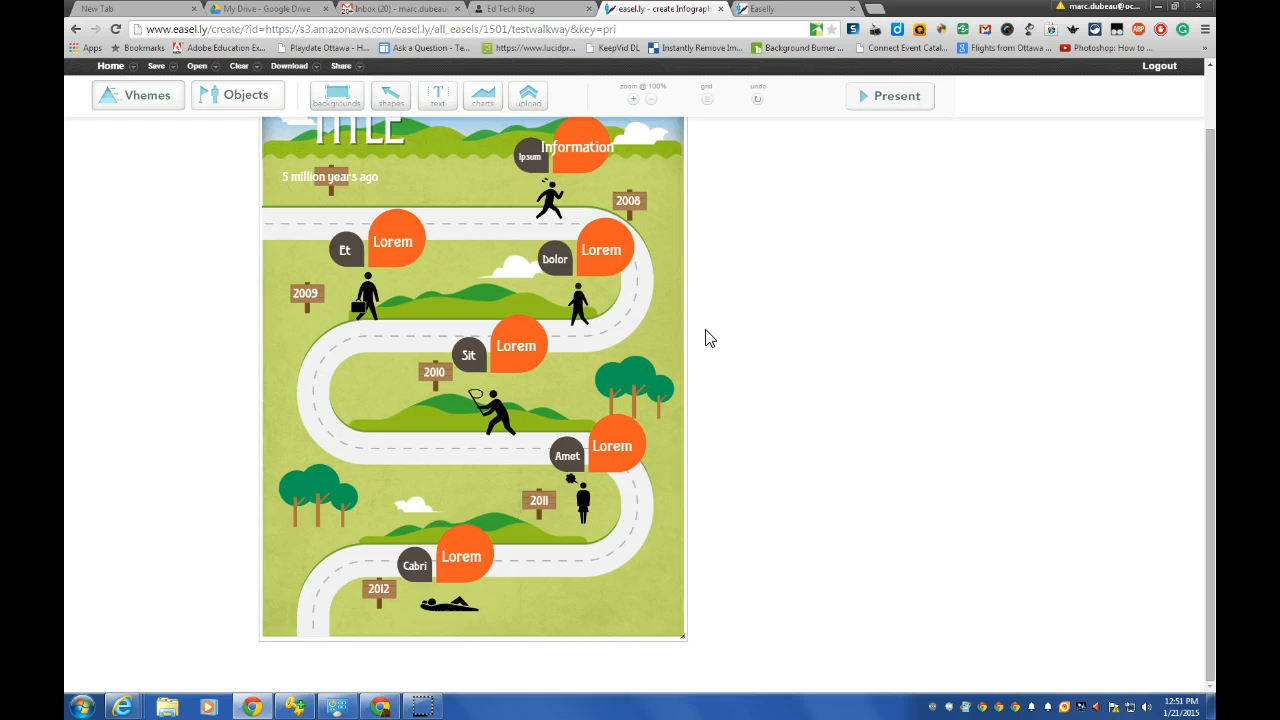 New Tab
My Drive - Google Drive
Inbox (20) - marc.dubeau
Ed Tech Blog
easel.ly - create Infograph
Easelly
marc.dubeau@oc...
www.easel.ly/create/?id=https://s3.amazonaws.com/easel.ly/all_easels/1501/testwalkway&key=pri
Apps
Bookmarks
Adobe Education Ex...
Playdate Ottawa - ...
Ask a Question - Te...
https://www.lucidpr...
KeepVid DL
Instantly Remove Im...
Background Burner ...
Connect Event Catal...
Flights from Ottawa ...
Photoshop: How to ...
Home
Save
Open
Clear
Download
Share
Logout
Vhemes
Objects
backgrounds
shapes
text
charts
upload
zoom @ 100%
grid
undo
Present
TITLE
Ipsum
Information
5 million years ago
2008
Et
Lorem
Dolor
Lorem
2009
Sit
Lorem
2010
Amet
Lorem
2011
Cabri
Lorem
2012
12:51 PM
1/21/2015